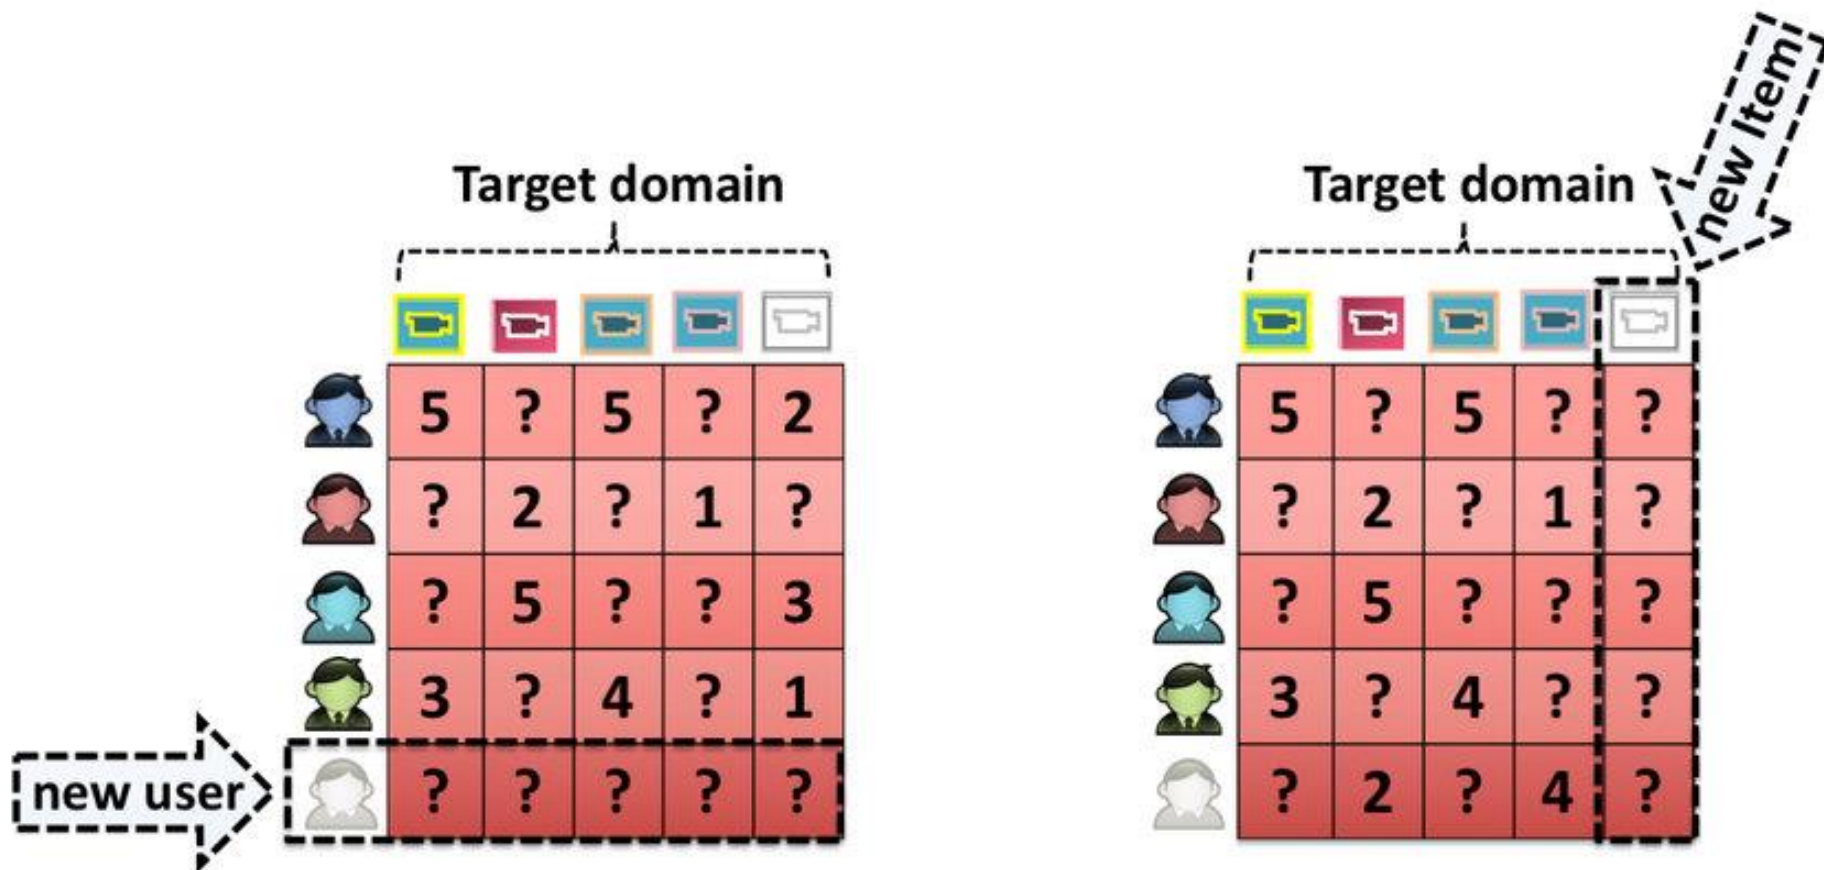 Target domain
5 ? 5 ? 2
? 2 ? 1 ?
? 5 ? ? 3
3 ? 4 ? 1
new user
? ? ? ? ?
new Item
Target domain
5 ? 5 ? ?
? 2 ? 1 ?
? 5 ? ? ?
3 ? 4 ? ?
? 2 ? 4 ?